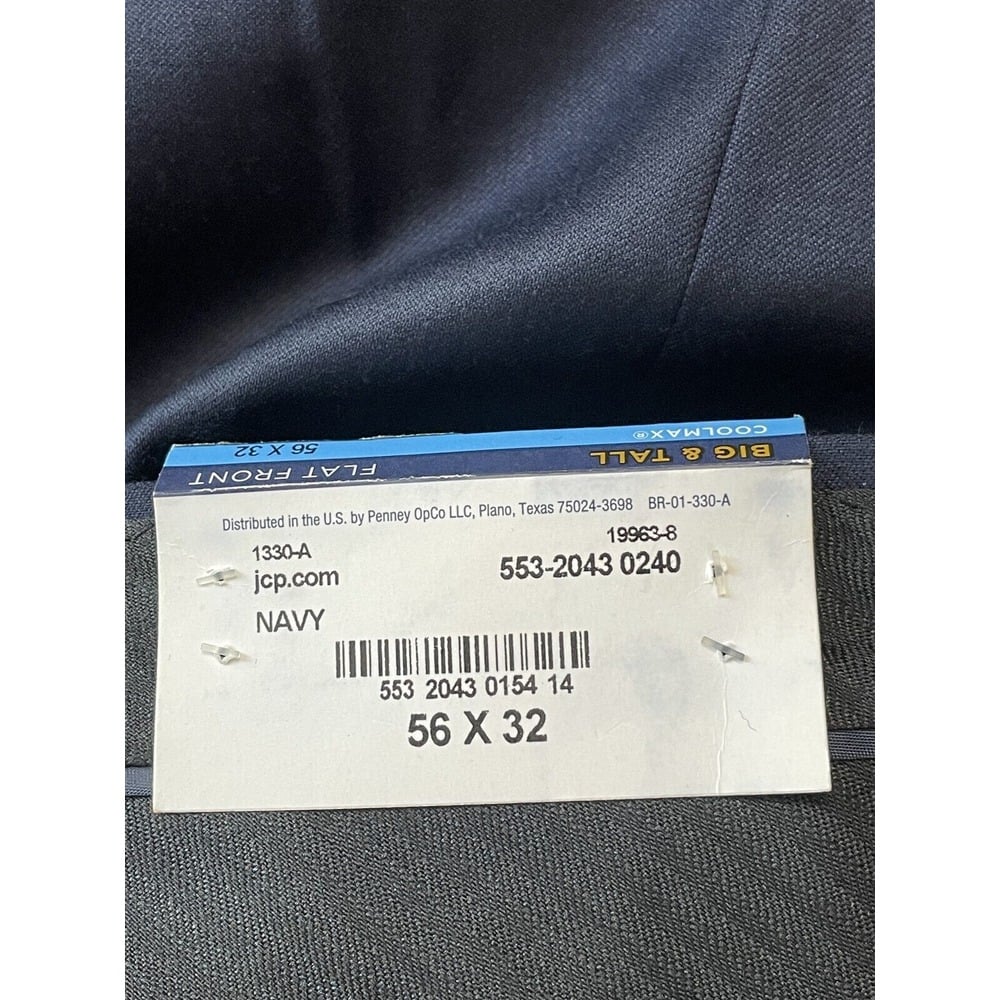 COOLMAX®
56 X 32
BIG & TALL
FLAT FRONT
Distributed in the U.S. by Penney OpCo LLC, Plano, Texas 75024-3698 BR-01-330-A
1330-A 19963-8
jcp.com 553-2043 0240
NAVY
553 2043 0154 14
56 X 32